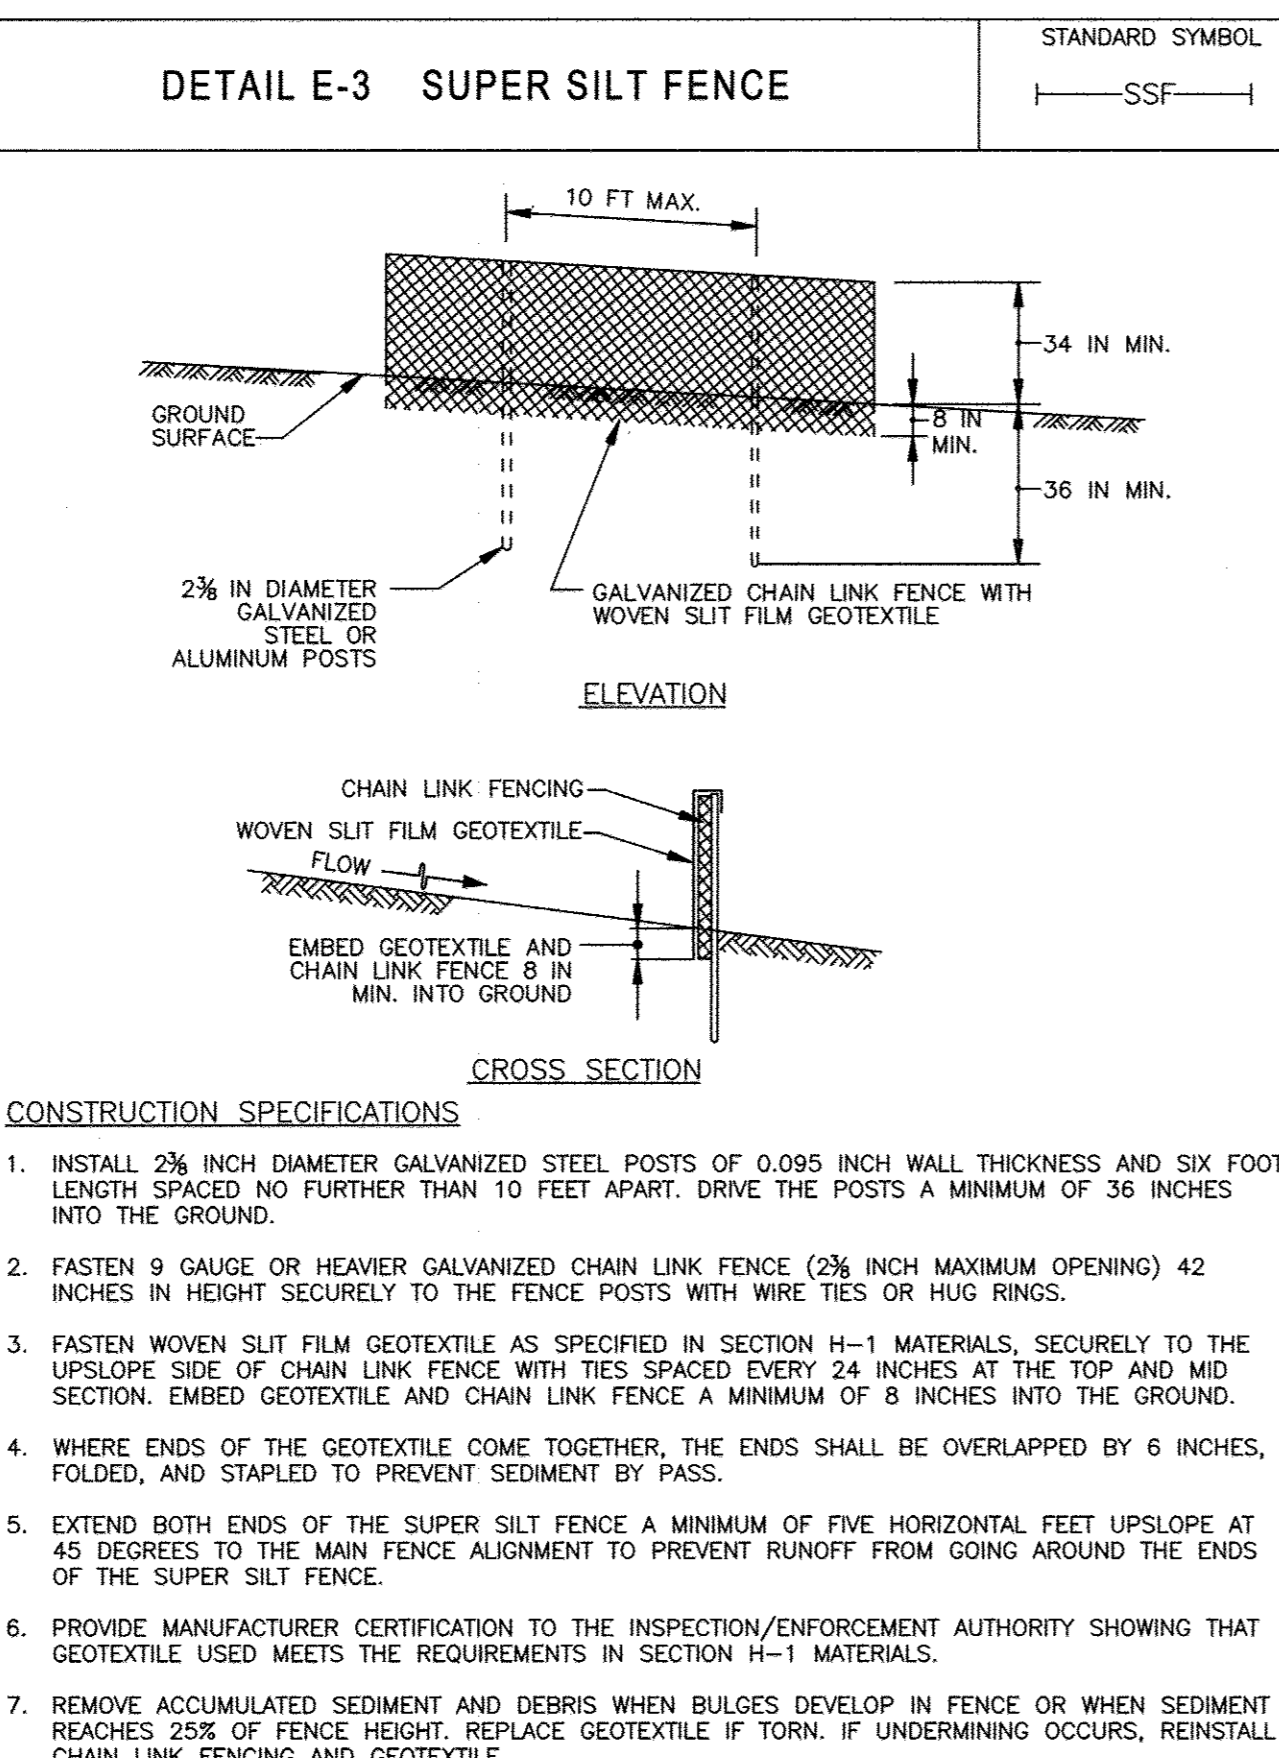 DETAIL E-3 SUPER SILT FENCE
STANDARD SYMBOL
SSF
10 FT MAX.
34 IN MIN.
GROUND
SURFACE
8 IN
MIN.
36 IN MIN.
2⅜ IN DIAMETER
GALVANIZED
STEEL OR
ALUMINUM POSTS
GALVANIZED CHAIN LINK FENCE WITH
WOVEN SLIT FILM GEOTEXTILE
ELEVATION
CHAIN LINK FENCING
WOVEN SLIT FILM GEOTEXTILE
FLOW
EMBED GEOTEXTILE AND
CHAIN LINK FENCE 8 IN
MIN. INTO GROUND
CROSS SECTION
CONSTRUCTION SPECIFICATIONS
1. INSTALL 2⅜ INCH DIAMETER GALVANIZED STEEL POSTS OF 0.095 INCH WALL THICKNESS AND SIX FOOT
LENGTH SPACED NO FURTHER THAN 10 FEET APART. DRIVE THE POSTS A MINIMUM OF 36 INCHES
INTO THE GROUND.
2. FASTEN 9 GAUGE OR HEAVIER GALVANIZED CHAIN LINK FENCE (2⅜ INCH MAXIMUM OPENING) 42
INCHES IN HEIGHT SECURELY TO THE FENCE POSTS WITH WIRE TIES OR HUG RINGS.
3. FASTEN WOVEN SLIT FILM GEOTEXTILE AS SPECIFIED IN SECTION H-1 MATERIALS, SECURELY TO THE
UPSLOPE SIDE OF CHAIN LINK FENCE WITH TIES SPACED EVERY 24 INCHES AT THE TOP AND MID
SECTION. EMBED GEOTEXTILE AND CHAIN LINK FENCE A MINIMUM OF 8 INCHES INTO THE GROUND.
4. WHERE ENDS OF THE GEOTEXTILE COME TOGETHER, THE ENDS SHALL BE OVERLAPPED BY 6 INCHES,
FOLDED, AND STAPLED TO PREVENT SEDIMENT BY PASS.
5. EXTEND BOTH ENDS OF THE SUPER SILT FENCE A MINIMUM OF FIVE HORIZONTAL FEET UPSLOPE AT
45 DEGREES TO THE MAIN FENCE ALIGNMENT TO PREVENT RUNOFF FROM GOING AROUND THE ENDS
OF THE SUPER SILT FENCE.
6. PROVIDE MANUFACTURER CERTIFICATION TO THE INSPECTION/ENFORCEMENT AUTHORITY SHOWING THAT
GEOTEXTILE USED MEETS THE REQUIREMENTS IN SECTION H-1 MATERIALS.
7. REMOVE ACCUMULATED SEDIMENT AND DEBRIS WHEN BULGES DEVELOP IN FENCE OR WHEN SEDIMENT
REACHES 25% OF FENCE HEIGHT. REPLACE GEOTEXTILE IF TORN. IF UNDERMINING OCCURS, REINSTALL
CHAIN LINK FENCING AND GEOTEXTILE.